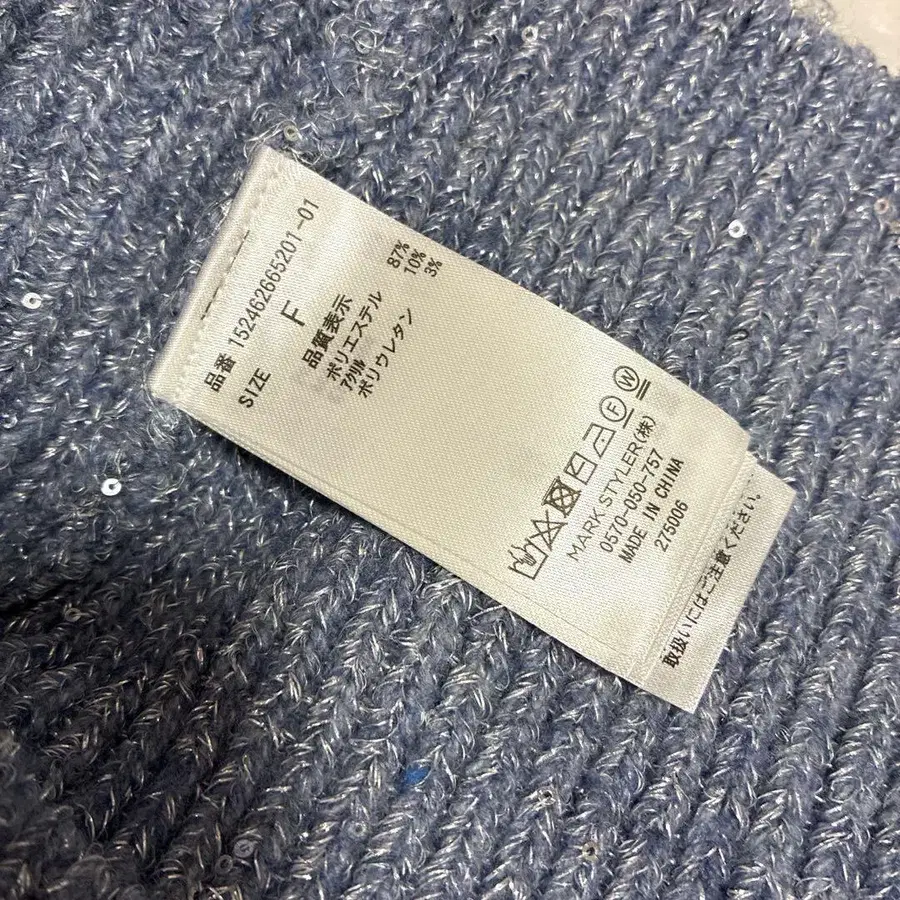 品番 152462665201-01
SIZE F
品質表示
ポリエステル 87%
アクリル 10%
ポリウレタン 3%
F W
MARK STYLER(株)
0570-050-757
MADE IN CHINA
275006
取扱いにはご注意ください。